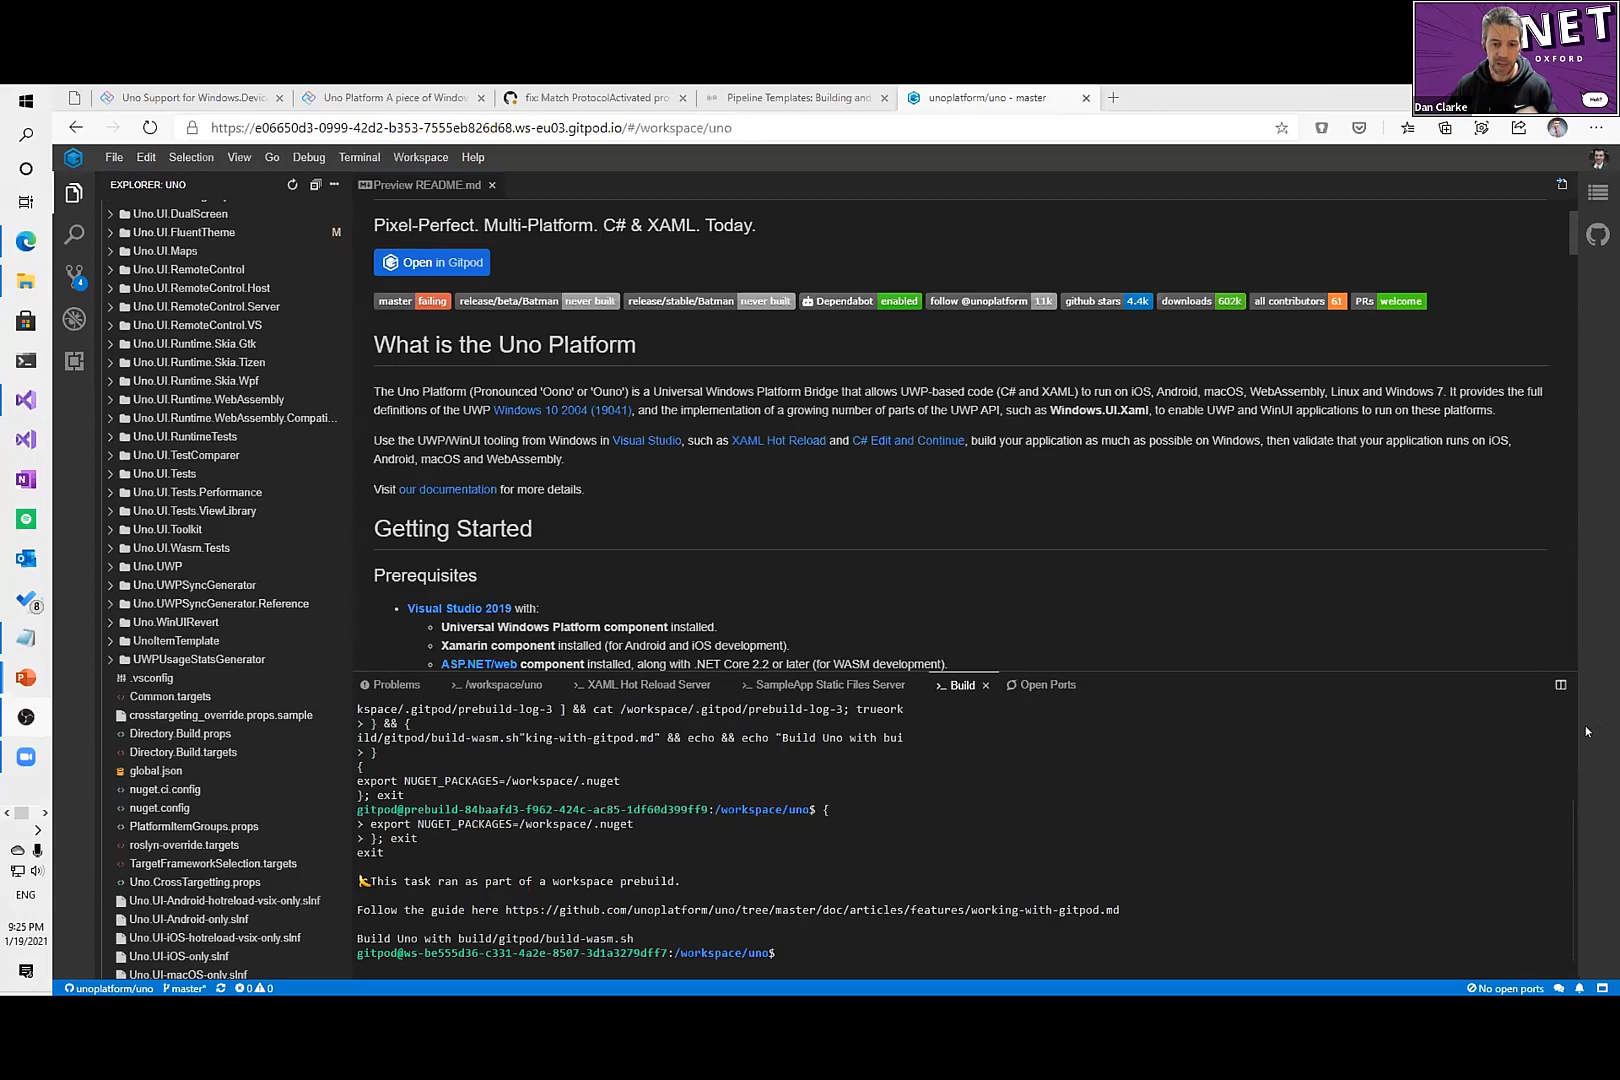 NET
OXFORD
Dan Clarke
Uno Support for Windows.Devic
Uno Platform A piece of Window
fix: Match ProtocolActivated pro
Pipeline Templates: Building and
unoplatform/uno - master
https://e06650d3-0999-42d2-b353-7555eb826d68.ws-eu03.gitpod.io/#/workspace/uno
File Edit Selection View Go Debug Terminal Workspace Help
EXPLORER: UNO
Uno.UI.DualScreen
Uno.UI.FluentTheme M
Uno.UI.Maps
Uno.UI.RemoteControl
Uno.UI.RemoteControl.Host
Uno.UI.RemoteControl.Server
Uno.UI.RemoteControl.VS
Uno.UI.Runtime.Skia.Gtk
Uno.UI.Runtime.Skia.Tizen
Uno.UI.Runtime.Skia.Wpf
Uno.UI.Runtime.WebAssembly
Uno.UI.Runtime.WebAssembly.Compati...
Uno.UI.RuntimeTests
Uno.UI.TestComparer
Uno.UI.Tests
Uno.UI.Tests.Performance
Uno.UI.Tests.ViewLibrary
Uno.UI.Toolkit
Uno.UI.Wasm.Tests
Uno.UWP
Uno.UWPSyncGenerator
Uno.UWPSyncGenerator.Reference
Uno.WinUIRevert
UnoItemTemplate
UWPUsageStatsGenerator
.vsconfig
Common.targets
crosstargeting_override.props.sample
Directory.Build.props
Directory.Build.targets
global.json
nuget.ci.config
nuget.config
PlatformItemGroups.props
roslyn-override.targets
TargetFrameworkSelection.targets
Uno.CrossTargetting.props
Uno.UI-Android-hotreload-vsix-only.slnf
Uno.UI-Android-only.slnf
Uno.UI-iOS-hotreload-vsix-only.slnf
Uno.UI-iOS-only.slnf
Uno.UI-macOS-only.slnf
4
8
ENG
9:25 PM
1/19/2021
Preview README.md
Pixel-Perfect. Multi-Platform. C# & XAML. Today.
Open in Gitpod
master failing release/beta/Batman never built release/stable/Batman never built Dependabot enabled follow @unoplatform 11k github stars 4.4k downloads 602k all contributors 61 PRs welcome
What is the Uno Platform
The Uno Platform (Pronounced 'Oono' or 'Ouno') is a Universal Windows Platform Bridge that allows UWP-based code (C# and XAML) to run on iOS, Android, macOS, WebAssembly, Linux and Windows 7. It provides the full
definitions of the UWP Windows 10 2004 (19041), and the implementation of a growing number of parts of the UWP API, such as Windows.UI.Xaml, to enable UWP and WinUI applications to run on these platforms.
Use the UWP/WinUI tooling from Windows in Visual Studio, such as XAML Hot Reload and C# Edit and Continue, build your application as much as possible on Windows, then validate that your application runs on iOS,
Android, macOS and WebAssembly.
Visit our documentation for more details.
Getting Started
Prerequisites
Visual Studio 2019 with:
Universal Windows Platform component installed.
Xamarin component installed (for Android and iOS development).
ASP.NET/web component installed, along with .NET Core 2.2 or later (for WASM development).
Problems >_ /workspace/uno >_ XAML Hot Reload Server >_ SampleApp Static Files Server >_ Build Open Ports
kspace/.gitpod/prebuild-log-3 ] && cat /workspace/.gitpod/prebuild-log-3; trueork
> } && {
ild/gitpod/build-wasm.sh"king-with-gitpod.md" && echo && echo "Build Uno with bui
> }
{
export NUGET_PACKAGES=/workspace/.nuget
}; exit
gitpod@prebuild-84baafd3-f962-424c-ac85-1df60d399ff9:/workspace/uno$ {
> export NUGET_PACKAGES=/workspace/.nuget
> }; exit
exit
This task ran as part of a workspace prebuild.
Follow the guide here https://github.com/unoplatform/uno/tree/master/doc/articles/features/working-with-gitpod.md
Build Uno with build/gitpod/build-wasm.sh
gitpod@ws-be555d36-c331-4a2e-8507-3d1a3279dff7:/workspace/uno$
unoplatform/uno master* 0 0
No open ports